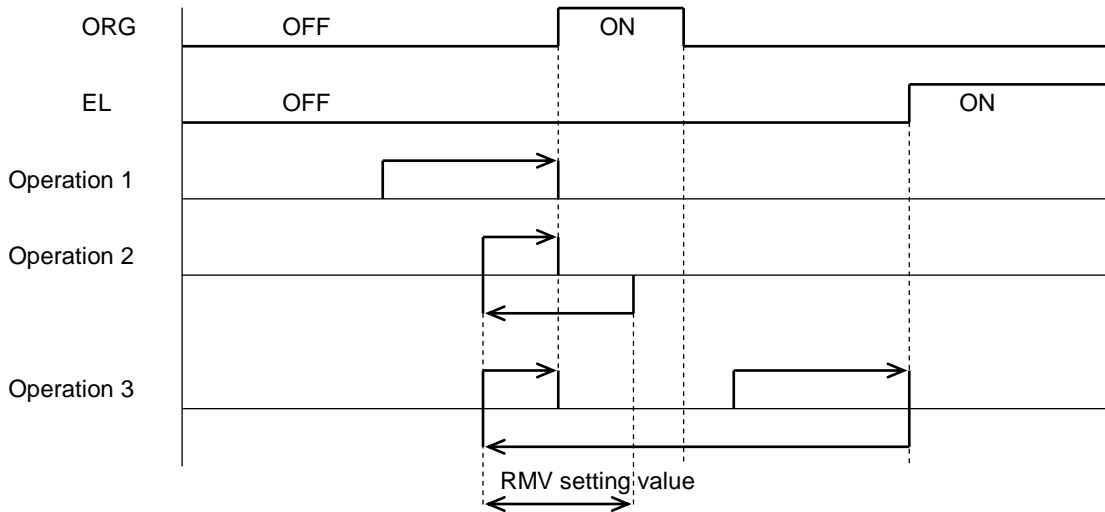 ORG OFF ON
EL OFF ON
Operation 1
Operation 2
Operation 3
RMV setting value